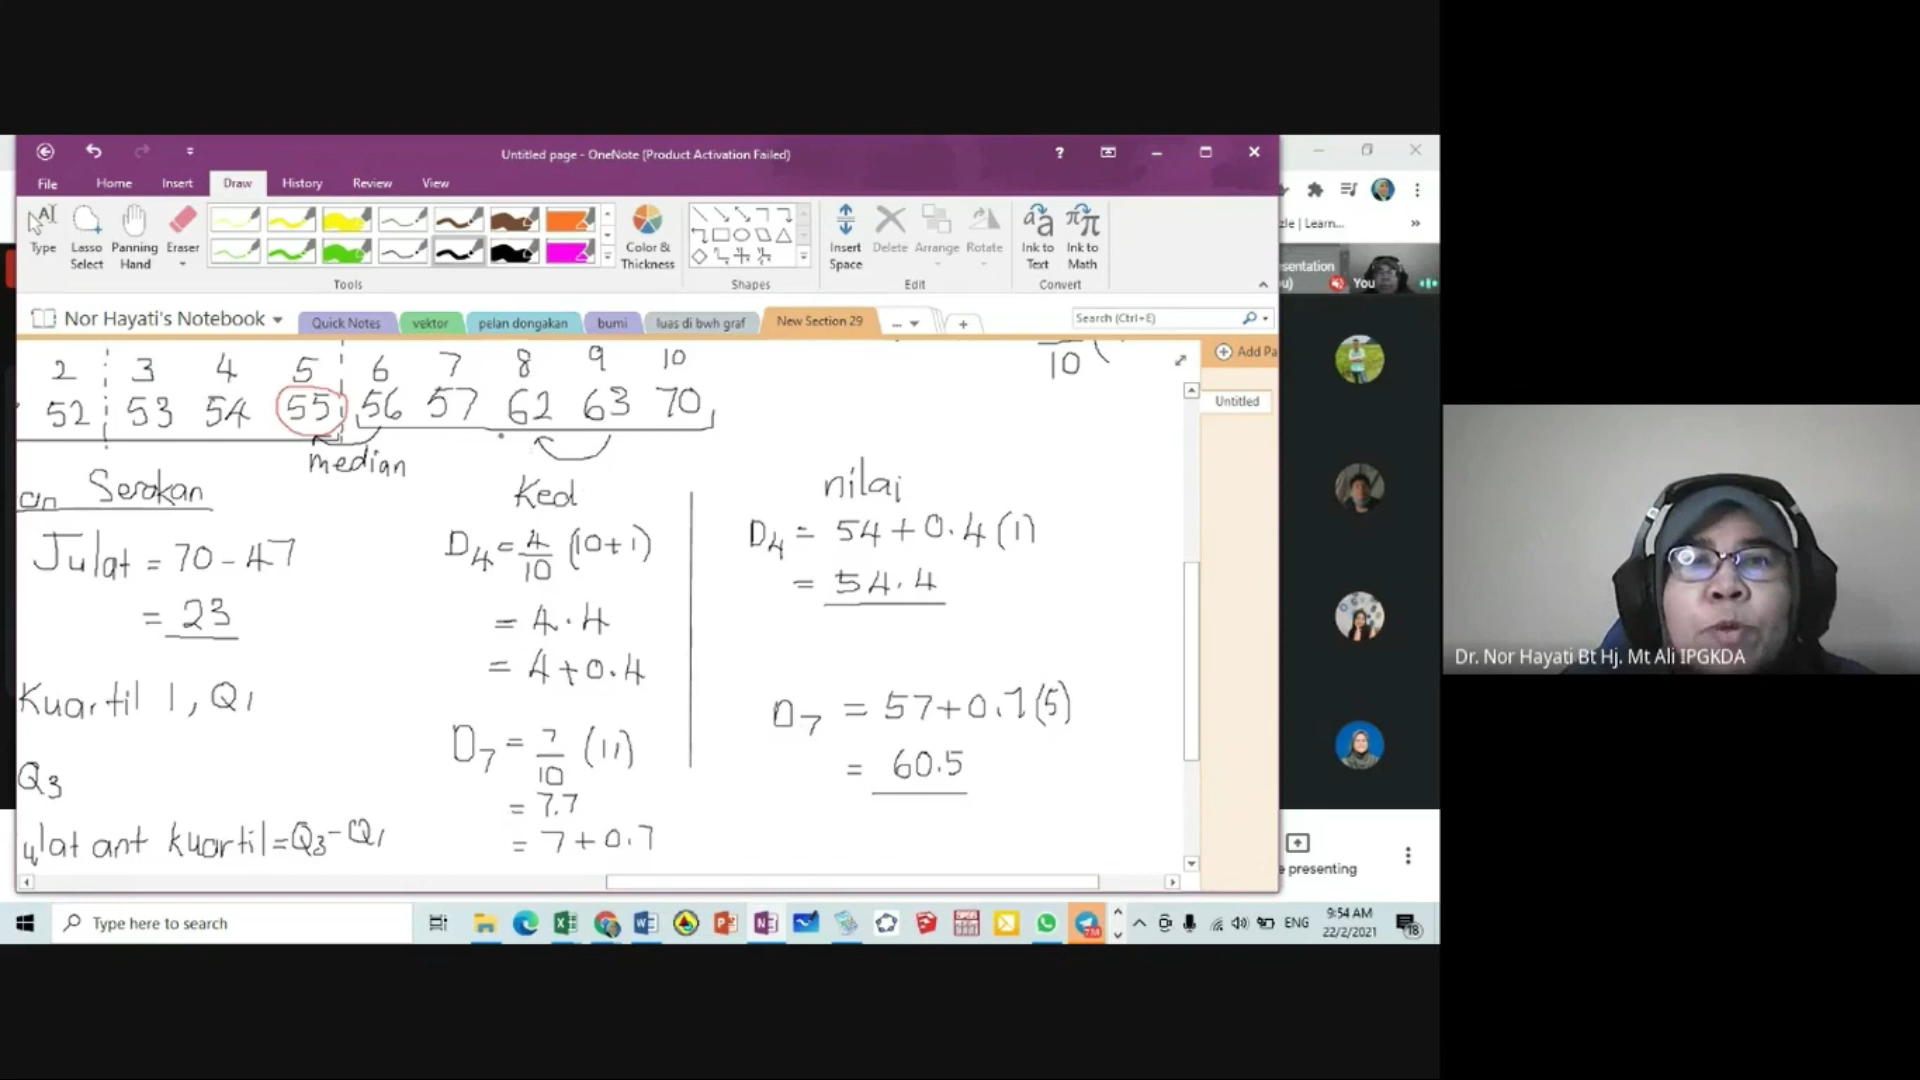 Untitled page - OneNote (Product Activation Failed)
?
File Home Insert Draw History Review View
Type
Lasso Select
Panning Hand
Eraser
Color & Thickness
Insert Space
Delete
Arrange
Rotate
Ink to Text
Ink to Math
Tools
Shapes
Edit
Convert
Nor Hayati's Notebook
Quick Notes
vektor
pelan dongakan
bumi
luas di bwh graf
New Section 29
...
+
Search (Ctrl+E)
Add Pa
Untitled
2 3 4 5 6 7 8 9 10
52 53 54 55 56 57 62 63 70
median
10 (
an Serakan
Julat = 70 - 47
= 23
Kuartil 1, Q1
Q3
ulat ant kuartil = Q3 - Q1
Ked
D4 = 4/10 (10+1)
= 4.4
= 4 + 0.4
D7 = 7/10 (11)
= 7.7
= 7 + 0.7
nilai
D4 = 54 + 0.4(1)
= 54.4
D7 = 57 + 0.7(5)
= 60.5
zle | Learn...
»
sentation
u)
You
e presenting
Dr. Nor Hayati Bt Hj. Mt Ali IPGKDA
Type here to search
ENG
9:54 AM
22/2/2021
18